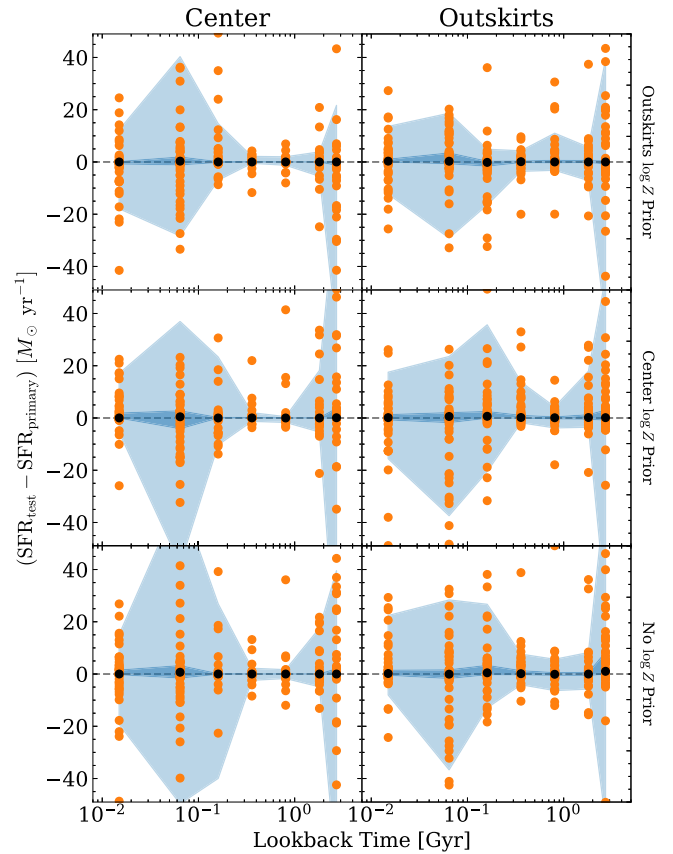 Center
Outskirts
40
20
0
−20
−40
Outskirts log Z Prior
40
20
0
−20
−40
Center log Z Prior
(SFR_test − SFR_primary) [M_⊙ yr^−1]
40
20
0
−20
−40
No log Z Prior
10^−2 10^−1 10^0 10^−2 10^−1 10^0
Lookback Time [Gyr]